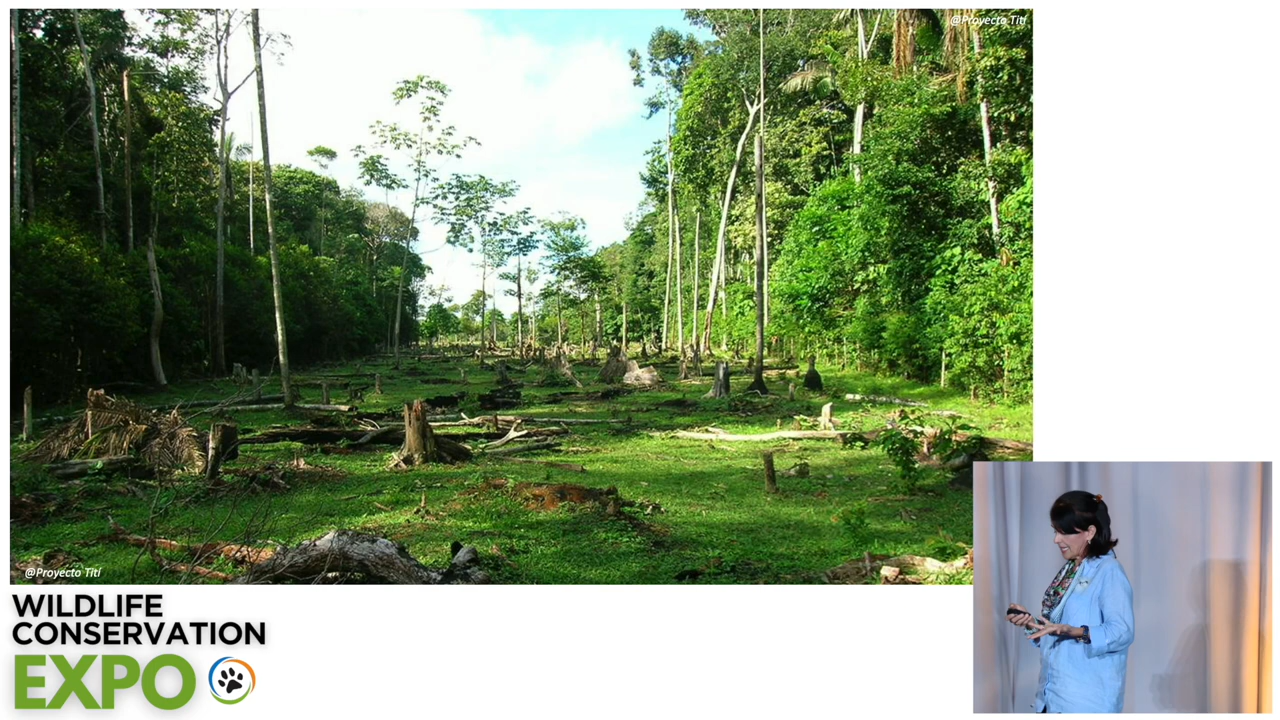 @Proyecto Tití
@Proyecto Tití
WILDLIFE
CONSERVATION
EXPO